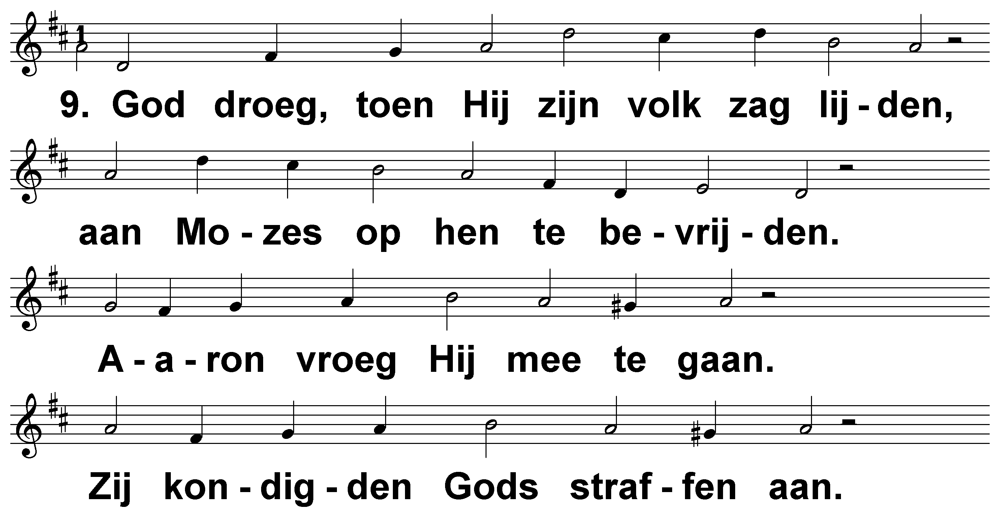 1
9. God droeg, toen Hij zijn volk zag lij - den,
aan Mo - zes op hen te be - vrij - den.
A - a - ron vroeg Hij mee te gaan.
Zij kon - dig - den Gods straf - fen aan.